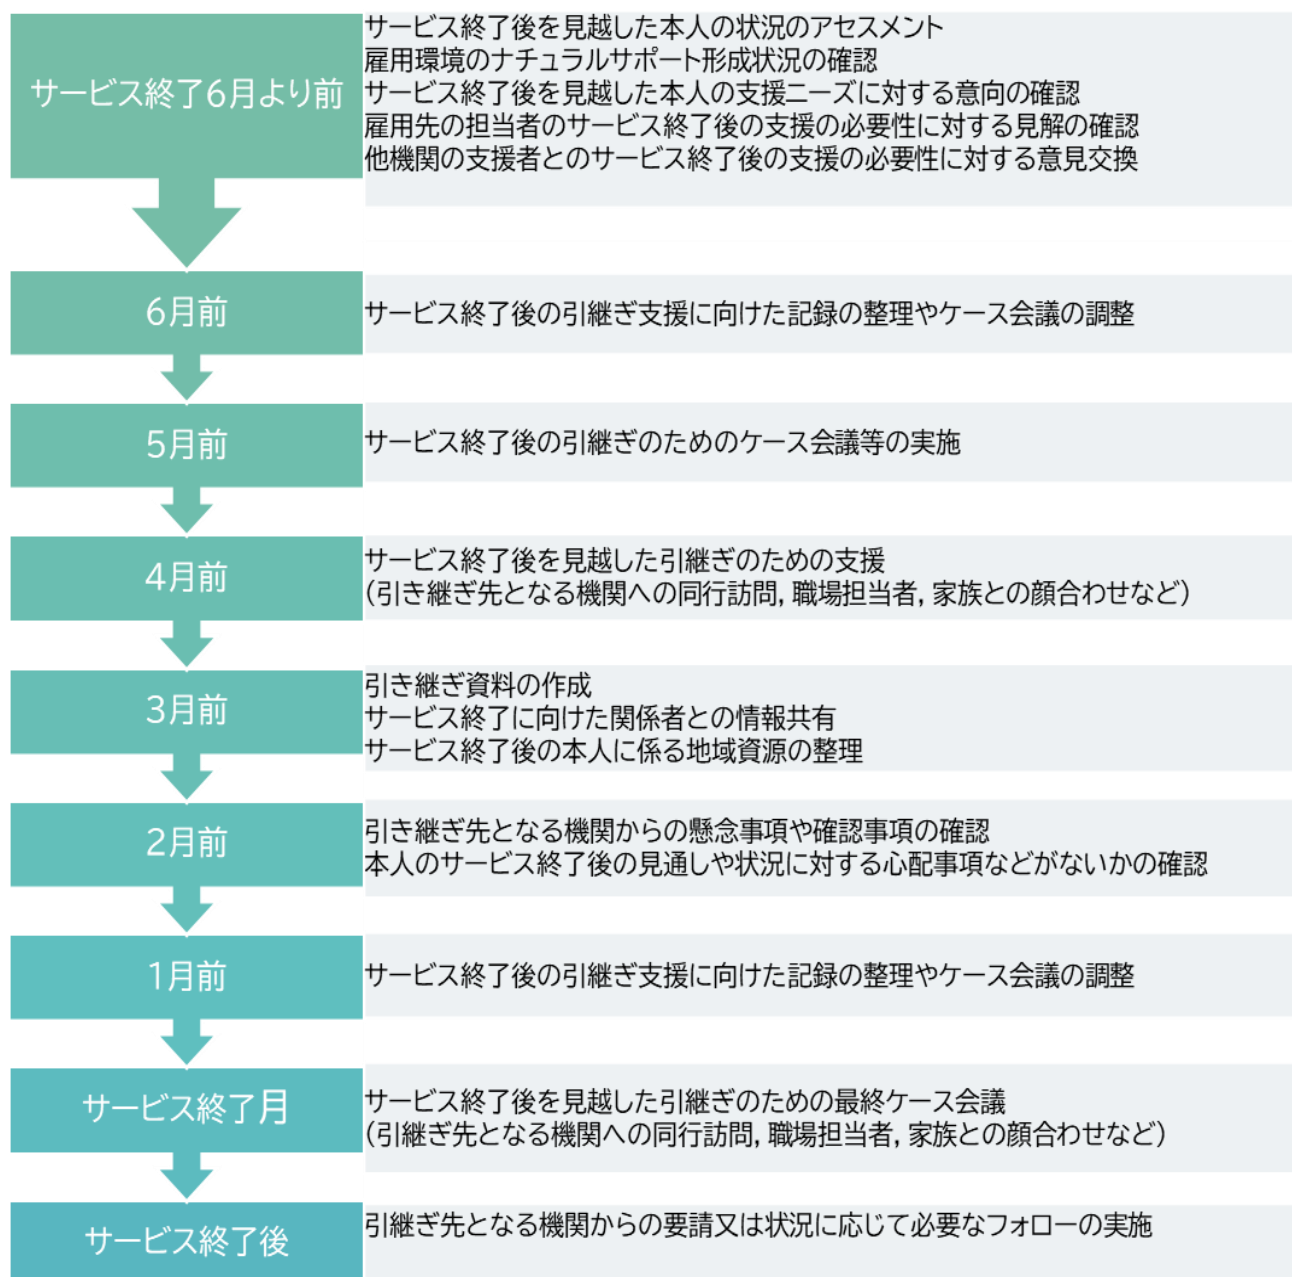 サービス終了6月より前
サービス終了後を見越した本人の状況のアセスメント
雇用環境のナチュラルサポート形成状況の確認
サービス終了後を見越した本人の支援ニーズに対する意向の確認
雇用先の担当者のサービス終了後の支援の必要性に対する見解の確認
他機関の支援者とのサービス終了後の支援の必要性に対する意見交換
6月前
サービス終了後の引継ぎ支援に向けた記録の整理やケース会議の調整
5月前
サービス終了後の引継ぎのためのケース会議等の実施
4月前
サービス終了後を見越した引継ぎのための支援
(引き継ぎ先となる機関への同行訪問, 職場担当者, 家族との顔合わせなど)
3月前
引き継ぎ資料の作成
サービス終了に向けた関係者との情報共有
サービス終了後の本人に係る地域資源の整理
2月前
引き継ぎ先となる機関からの懸念事項や確認事項の確認
本人のサービス終了後の見通しや状況に対する心配事項などがないかの確認
1月前
サービス終了後の引継ぎ支援に向けた記録の整理やケース会議の調整
サービス終了月
サービス終了後を見越した引継ぎのための最終ケース会議
(引継ぎ先となる機関への同行訪問, 職場担当者, 家族との顔合わせなど)
サービス終了後
引継ぎ先となる機関からの要請又は状況に応じて必要なフォローの実施